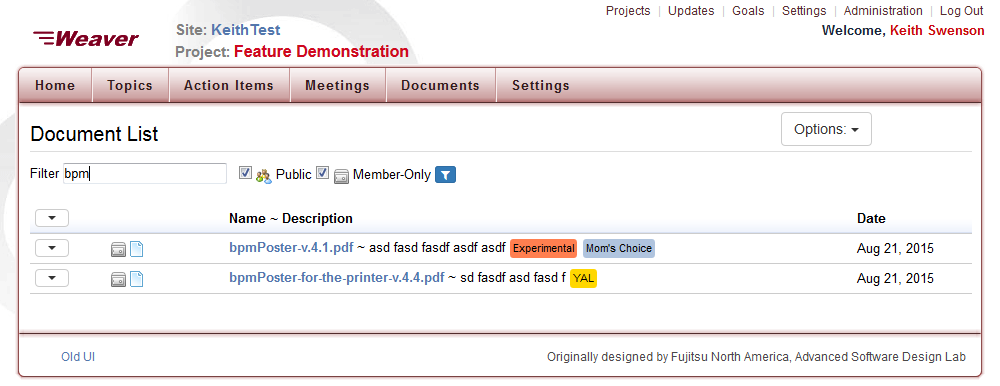 Projects | Updates | Goals | Settings | Administration | Log Out
Weaver
Site: KeithTest
Welcome, Keith Swenson
Project: Feature Demonstration
Home Topics Action Items Meetings Documents Settings
Document List
Options:
Filter bpm Public Member-Only
Name ~ Description Date
bpmPoster-v.4.1.pdf ~ asd fasd fasdf asdf asdf Experimental Mom's Choice Aug 21, 2015
bpmPoster-for-the-printer-v.4.4.pdf ~ sd fasdf asd fasd f YAL Aug 21, 2015
Old UI Originally designed by Fujitsu North America, Advanced Software Design Lab